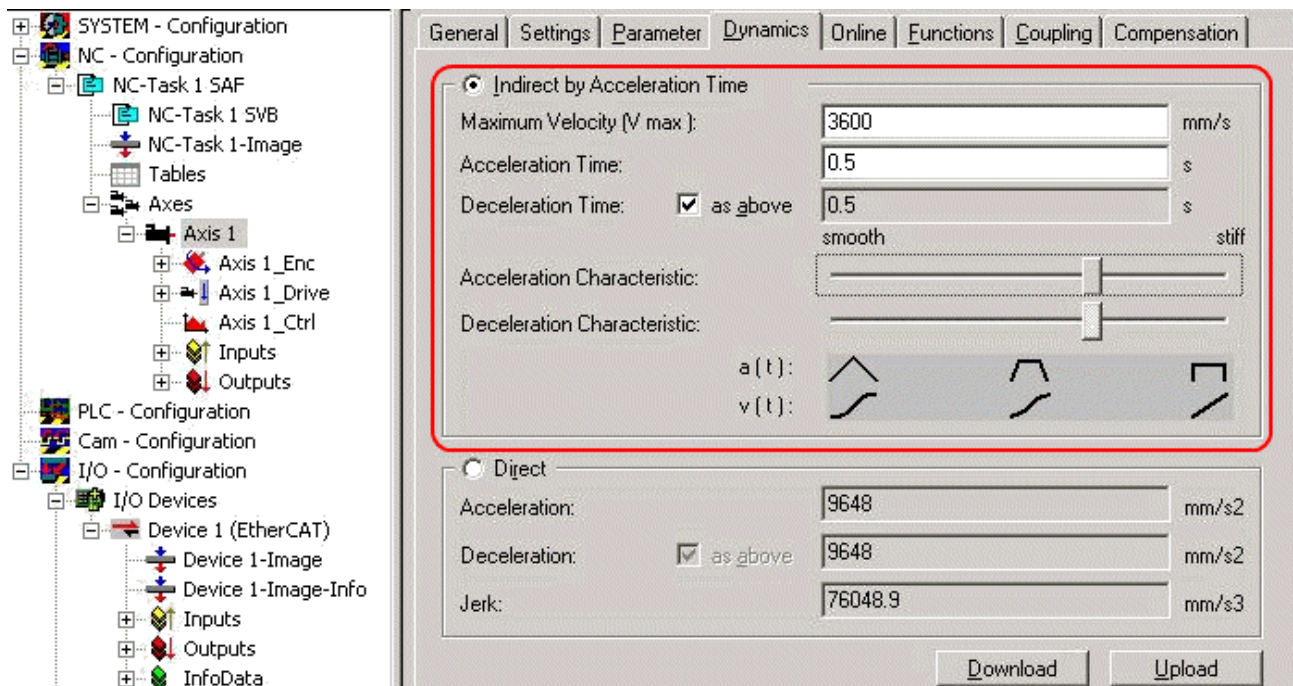 SYSTEM - Configuration
NC - Configuration
NC-Task 1 SAF
NC-Task 1 SVB
NC-Task 1-Image
Tables
Axes
Axis 1
Axis 1_Enc
Axis 1_Drive
Axis 1_Ctrl
Inputs
Outputs
PLC - Configuration
Cam - Configuration
I/O - Configuration
I/O Devices
Device 1 (EtherCAT)
Device 1-Image
Device 1-Image-Info
Inputs
Outputs
InfoData
General Settings Parameter Dynamics Online Functions Coupling Compensation
Indirect by Acceleration Time
Maximum Velocity (V max ): 3600 mm/s
Acceleration Time: 0.5 s
Deceleration Time: as above 0.5 s
smooth stiff
Acceleration Characteristic:
Deceleration Characteristic:
a(t):
v(t):
Direct
Acceleration: 9648 mm/s2
Deceleration: as above 9648 mm/s2
Jerk: 76048.9 mm/s3
Download Upload